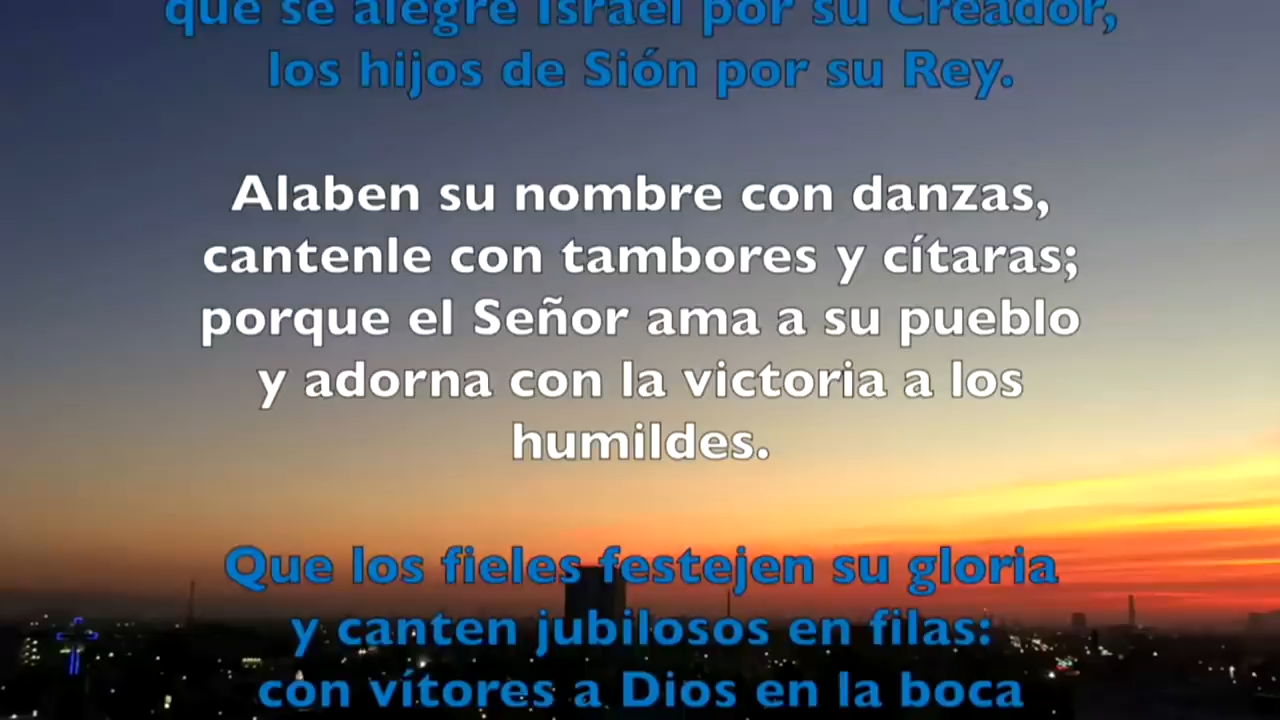 que se alegre Israel por su Creador,
los hijos de Sión por su Rey.
Alaben su nombre con danzas,
cantenle con tambores y cítaras;
porque el Señor ama a su pueblo
y adorna con la victoria a los
humildes.
Que los fieles festejen su gloria
y canten jubilosos en filas:
con vítores a Dios en la boca